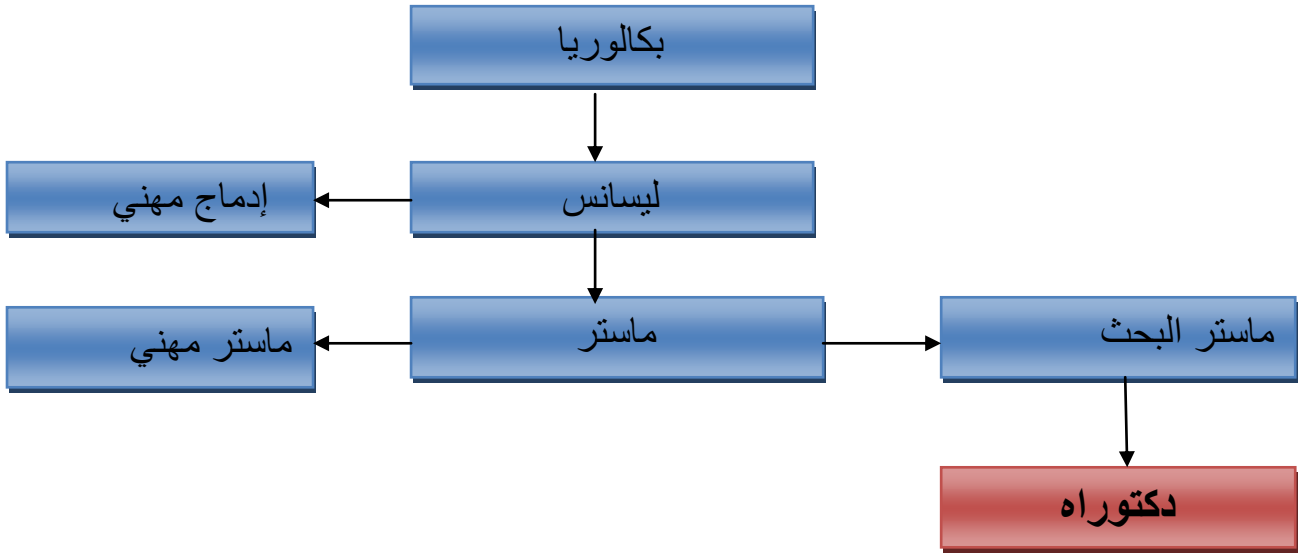 بكالوريا
ليسانس
إدماج مهني
ماستر البحث
ماستر
ماستر مهني
دكتوراه